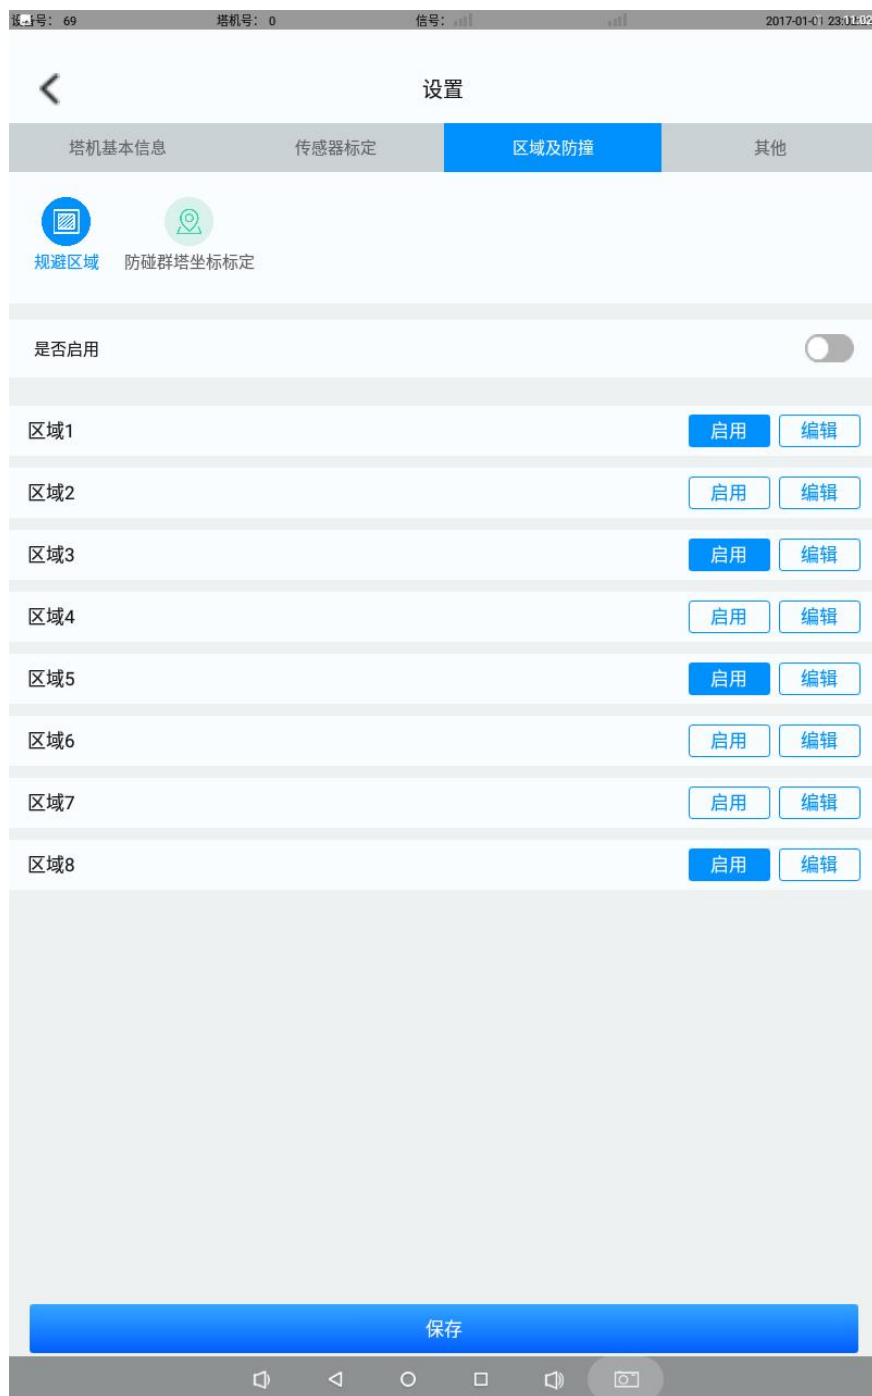 设备号： 69 塔机号： 0 信号： 2017-01-01 23:02
设置
塔机基本信息 传感器标定 区域及防撞 其他
规避区域 防碰群塔坐标标定
是否启用
区域1 启用 编辑
区域2 启用 编辑
区域3 启用 编辑
区域4 启用 编辑
区域5 启用 编辑
区域6 启用 编辑
区域7 启用 编辑
区域8 启用 编辑
保存